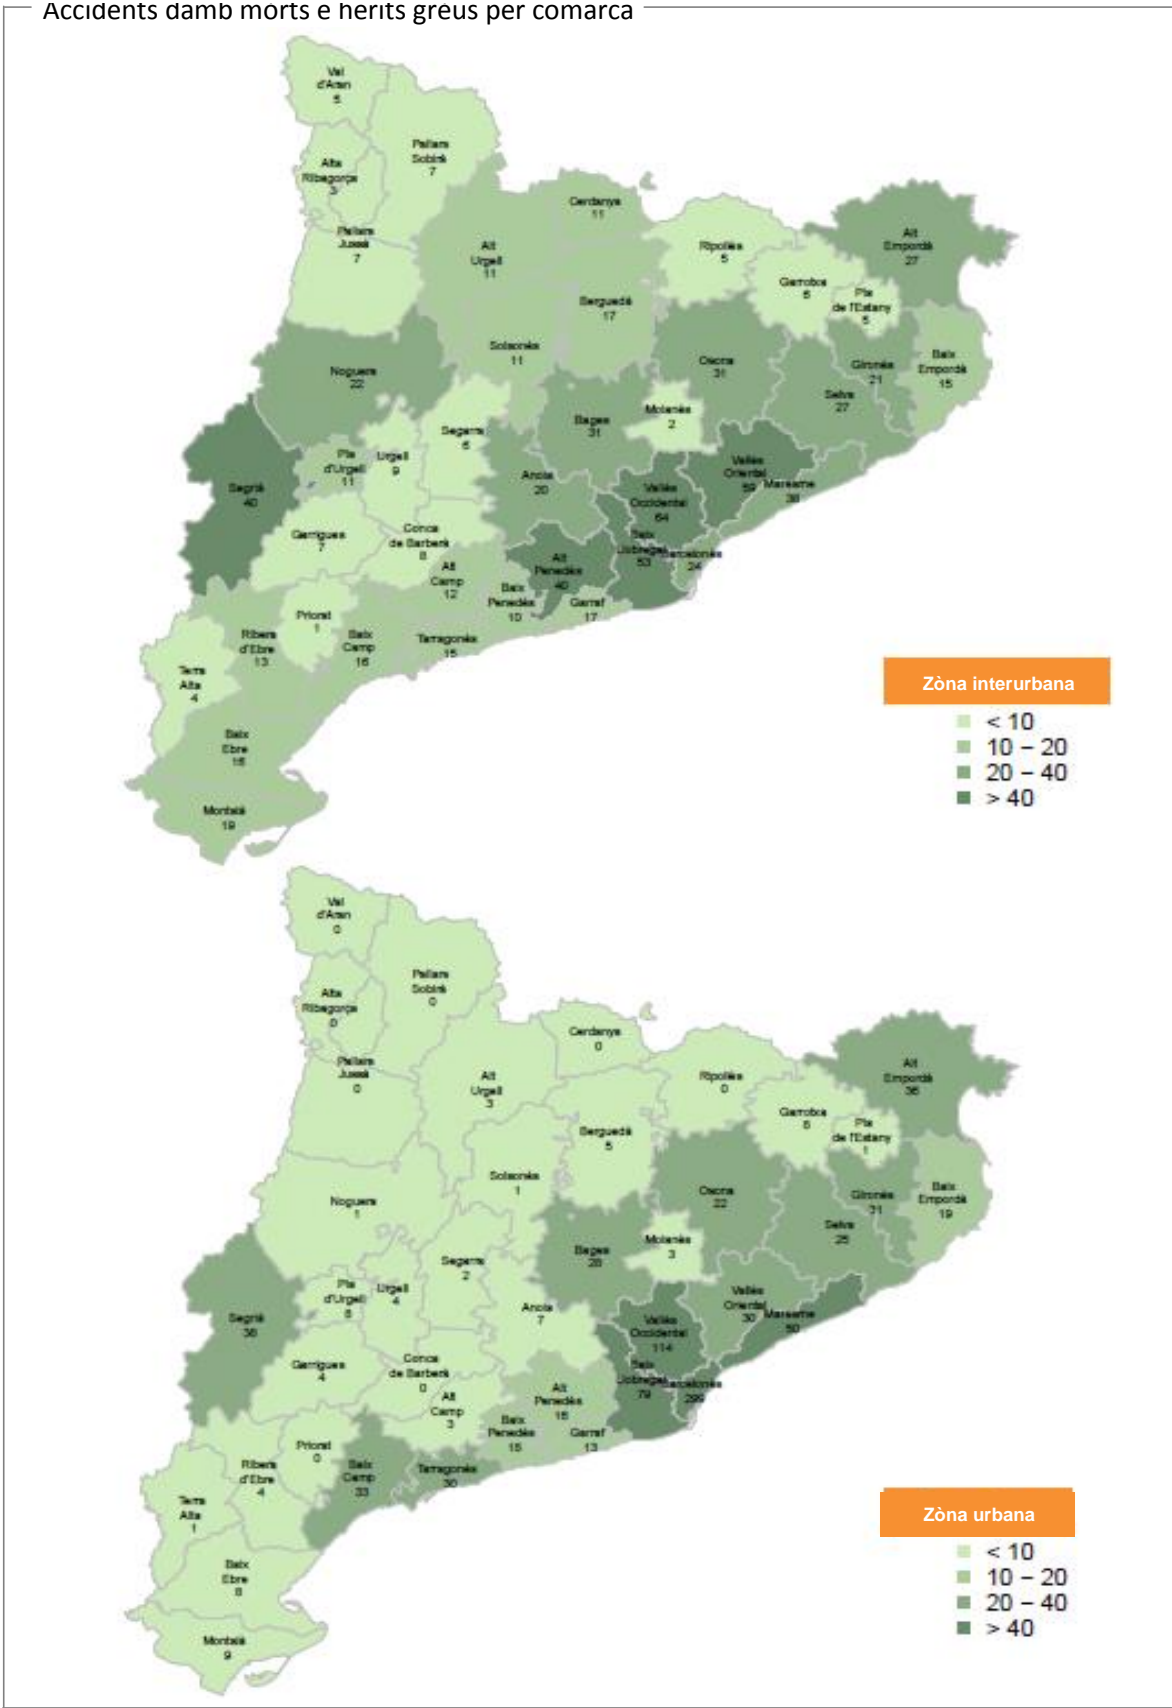 Accidents damb mòrts e herits grèus per comarca
Val
d'Aran
5
Pallars
Sobirà
7
Alta
Ribagorça
3
Cerdanya
11
Pallars
Jussà
7
Alt
Urgell
11
Ripollès
5
Alt
Empordà
27
Garrotxa
6
Pla
de l'Estany
5
Berguedà
17
Solsonès
11
Osona
31
Gironès
21
Baix
Empordà
15
Noguera
22
Selva
27
Bages
31
Moianès
2
Segarra
6
Pla
d'Urgell
11
Urgell
9
Anoia
20
Vallès
Oriental
59
Maresme
38
Segrià
40
Vallès
Occidental
64
Garrigues
7
Conca
de Barberà
8
Baix
Llobregat
53
Barcelonès
24
Alt
Penedès
40
Alt
Camp
12
Baix
Penedès
10
Garraf
17
Priorat
1
Ribera
d'Ebre
13
Baix
Camp
16
Tarragonès
15
Terra
Alta
4
Zòna interurbana
< 10
10 – 20
20 – 40
> 40
Baix
Ebre
Montsià
19
Val
d'Aran
0
Pallars
Sobirà
0
Alta
Ribagorça
0
Cerdanya
0
Pallars
Jussà
0
Alt
Urgell
3
Ripollès
0
Alt
Empordà
36
Garrotxa
Pla
de l'Estany
1
Berguedà
5
Solsonès
1
Osona
22
Gironès
31
Baix
Empordà
19
Noguera
1
Selva
25
Bages
28
Moianès
3
Segarra
2
Pla
d'Urgell
Urgell
4
Anoia
7
Vallès
Oriental
30
Maresme
50
Segrià
Vallès
Occidental
114
Garrigues
4
Conca
de Barberà
0
Baix
Llobregat
79
Barcelonès
299
Alt
Penedès
Alt
Camp
3
Baix
Penedès
Garraf
13
Priorat
0
Ribera
d'Ebre
4
Baix
Camp
33
Tarragonès
30
Terra
Alta
1
Zòna urbana
< 10
10 – 20
20 – 40
> 40
Baix
Ebre
8
Montsià
9